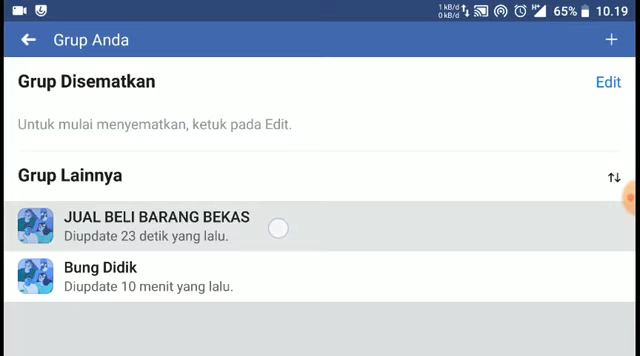 1 kB/d
0 kB/d
H+
65%
10.19
Grup Anda
Grup Disematkan
Edit
Untuk mulai menyematkan, ketuk pada Edit.
Grup Lainnya
JUAL BELI BARANG BEKAS
Diupdate 23 detik yang lalu.
Bung Didik
Diupdate 10 menit yang lalu.